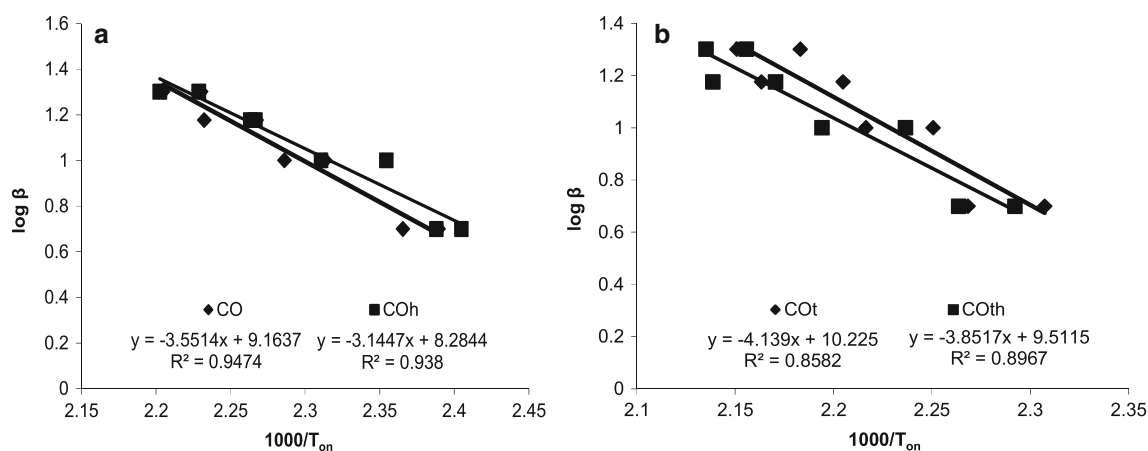 a
1.6
1.4
1.2
1
0.8
0.6
0.4
0.2
0
log β
CO COh
y = -3.5514x + 9.1637 y = -3.1447x + 8.2844
R² = 0.9474 R² = 0.938
2.15 2.2 2.25 2.3 2.35 2.4 2.45
1000/Ton
b
1.4
1.2
1
0.8
0.6
0.4
0.2
0
log β
COt COth
y = -4.139x + 10.225 y = -3.8517x + 9.5115
R² = 0.8582 R² = 0.8967
2.1 2.15 2.2 2.25 2.3 2.35
1000/Ton